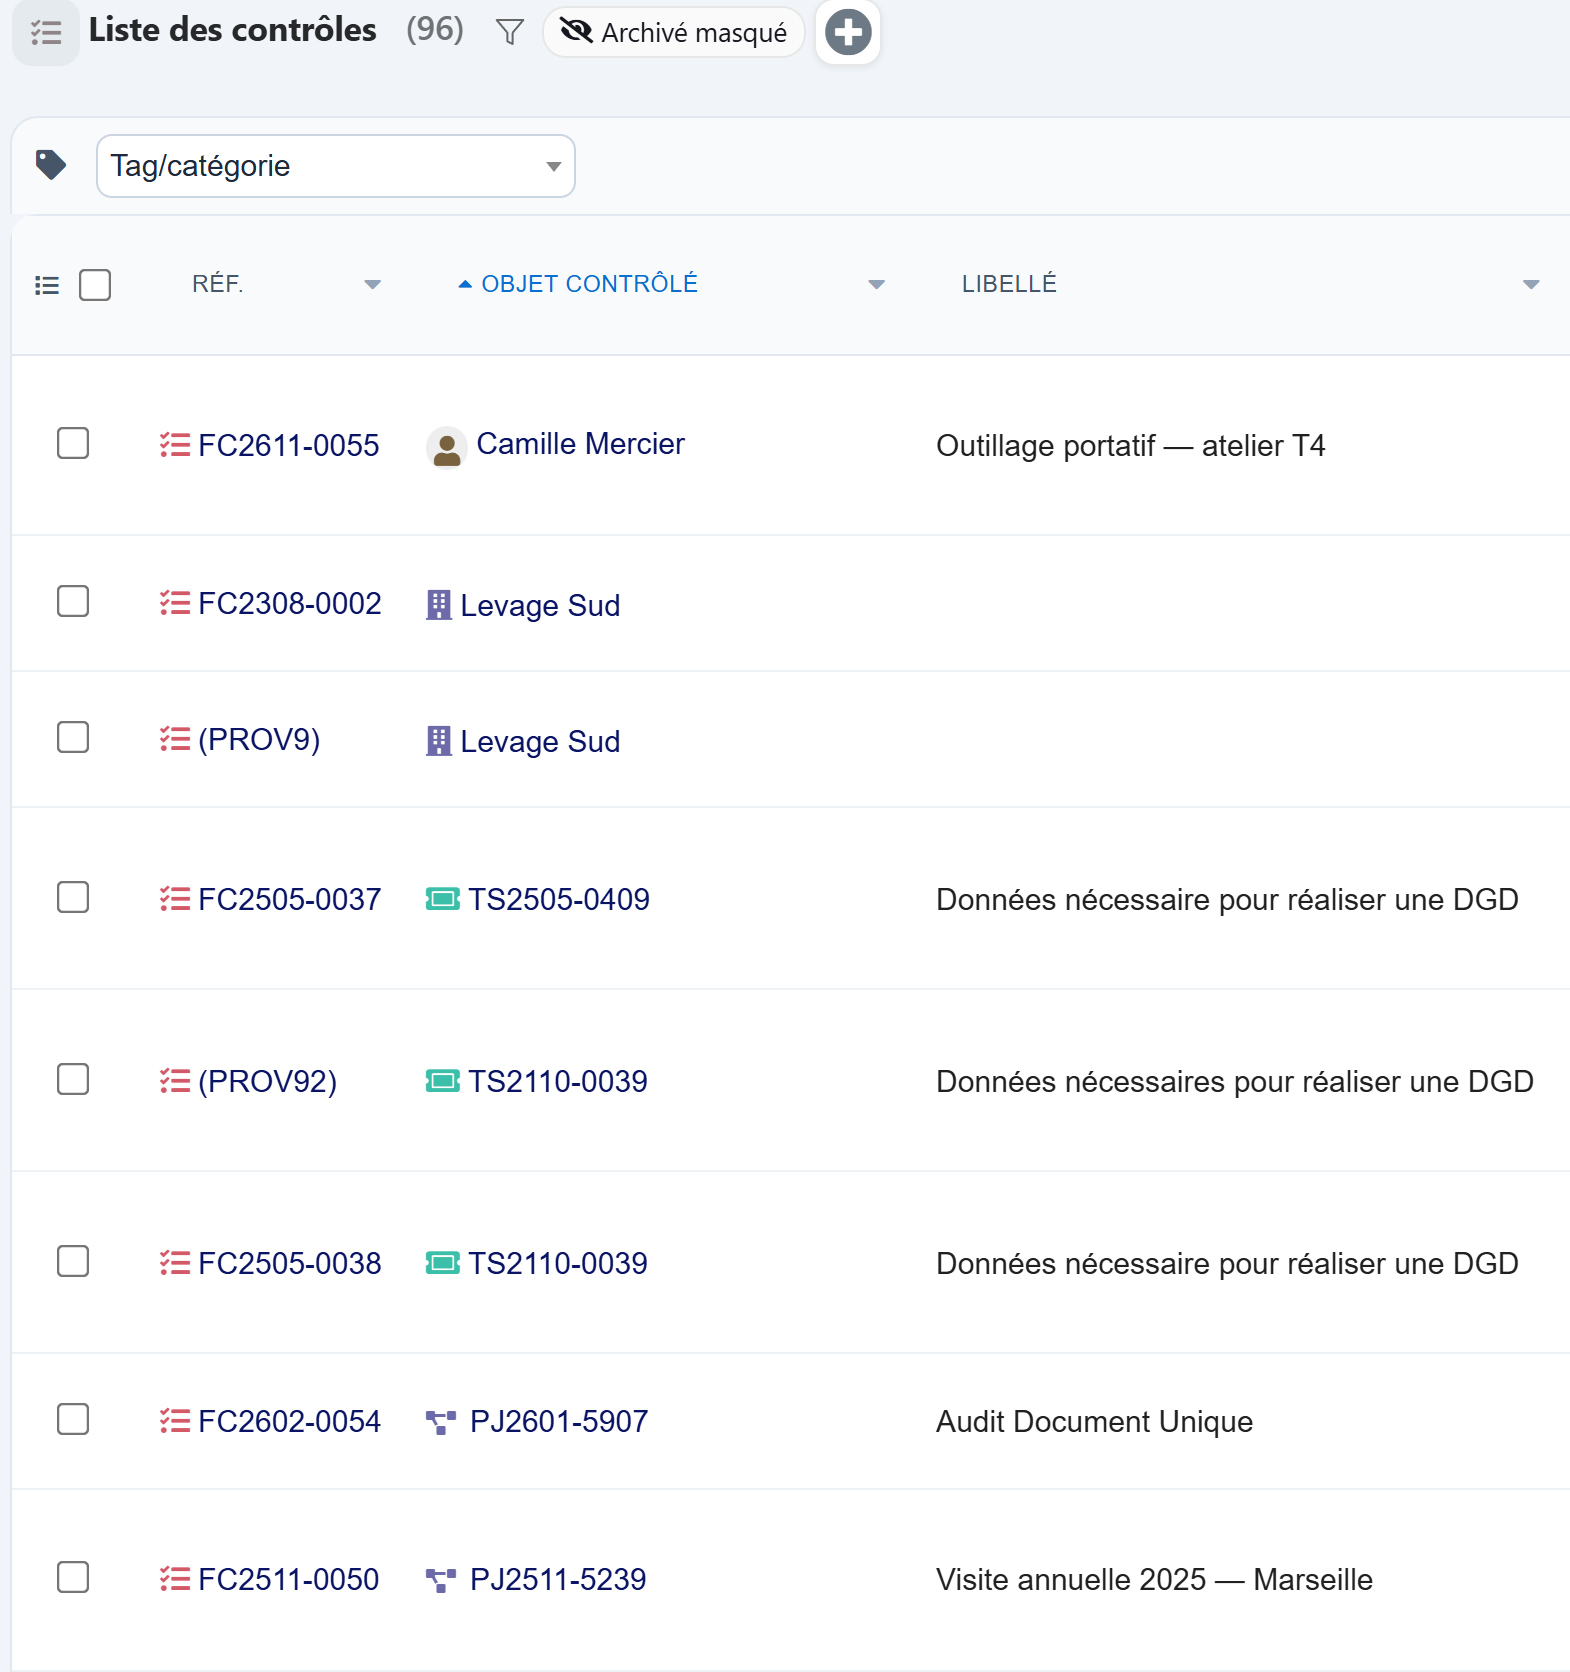 Liste des contrôles (96) Archivé masqué
Tag/catégorie
RÉF. OBJET CONTRÔLÉ LIBELLÉ
FC2611-0055 Camille Mercier Outillage portatif — atelier T4
FC2308-0002 Levage Sud
(PROV9) Levage Sud
FC2505-0037 TS2505-0409 Données nécessaire pour réaliser une DGD
(PROV92) TS2110-0039 Données nécessaires pour réaliser une DGD
FC2505-0038 TS2110-0039 Données nécessaire pour réaliser une DGD
FC2602-0054 PJ2601-5907 Audit Document Unique
FC2511-0050 PJ2511-5239 Visite annuelle 2025 — Marseille